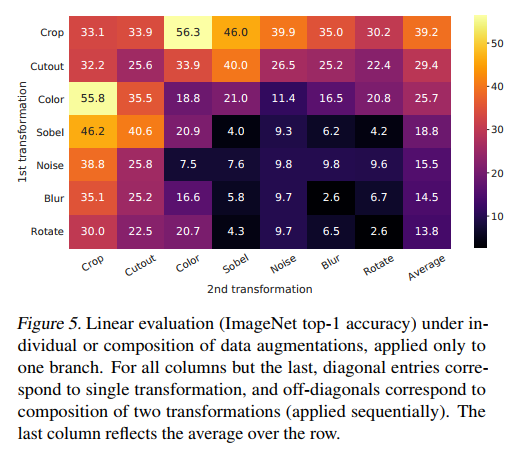 Crop 33.1 33.9 56.3 46.0 39.9 35.0 30.2 39.2
Cutout 32.2 25.6 33.9 40.0 26.5 25.2 22.4 29.4
Color 55.8 35.5 18.8 21.0 11.4 16.5 20.8 25.7
Sobel 46.2 40.6 20.9 4.0 9.3 6.2 4.2 18.8
Noise 38.8 25.8 7.5 7.6 9.8 9.8 9.6 15.5
Blur 35.1 25.2 16.6 5.8 9.7 2.6 6.7 14.5
Rotate 30.0 22.5 20.7 4.3 9.7 6.5 2.6 13.8
1st transformation
Crop Cutout Color Sobel Noise Blur Rotate Average
2nd transformation
50
40
30
20
10
Figure 5. Linear evaluation (ImageNet top-1 accuracy) under in-
dividual or composition of data augmentations, applied only to
one branch. For all columns but the last, diagonal entries corre-
spond to single transformation, and off-diagonals correspond to
composition of two transformations (applied sequentially). The
last column reflects the average over the row.